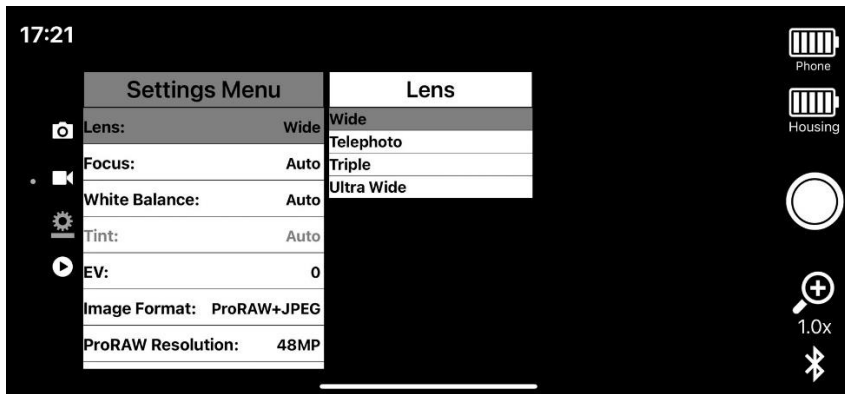 17:21
Phone
Housing
Settings Menu
Lens: Wide
Focus: Auto
White Balance: Auto
Tint: Auto
EV: 0
Image Format: ProRAW+JPEG
ProRAW Resolution: 48MP
Lens
Wide
Telephoto
Triple
Ultra Wide
1.0x